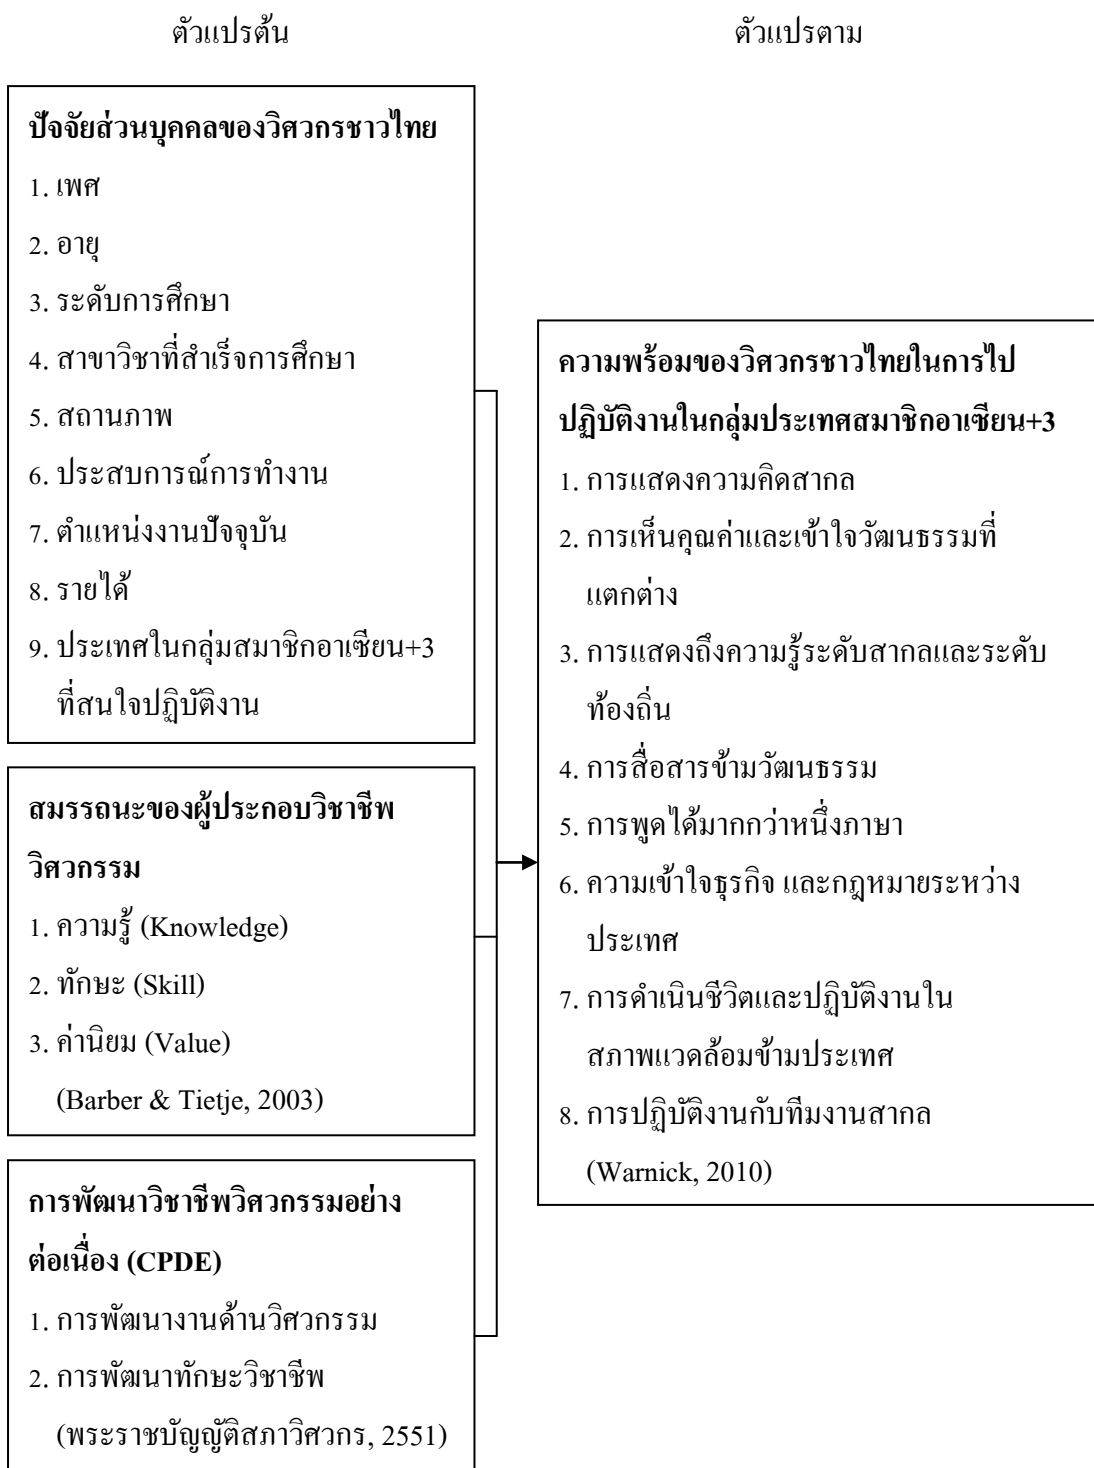 ตัวแปรต้น
ตัวแปรตาม
ปัจจัยส่วนบุคคลของวิศวกรชาวไทย
1. เพศ
2. อายุ
3. ระดับการศึกษา
4. สาขาวิชาที่สำเร็จการศึกษา
5. สถานภาพ
6. ประสบการณ์การทำงาน
7. ตำแหน่งงานปัจจุบัน
8. รายได้
9. ประเทศในกลุ่มสมาชิกอาเซียน+3
ที่สนใจปฏิบัติงาน
สมรรถนะของผู้ประกอบวิชาชีพ
วิศวกรรม
1. ความรู้ (Knowledge)
2. ทักษะ (Skill)
3. ค่านิยม (Value)
(Barber & Tietje, 2003)
การพัฒนาวิชาชีพวิศวกรรมอย่าง
ต่อเนื่อง (CPDE)
1. การพัฒนางานด้านวิศวกรรม
2. การพัฒนาทักษะวิชาชีพ
(พระราชบัญญัติสภาวิศวกร, 2551)
ความพร้อมของวิศวกรชาวไทยในการไป
ปฏิบัติงานในกลุ่มประเทศสมาชิกอาเซียน+3
1. การแสดงความคิดสากล
2. การเห็นคุณค่าและเข้าใจวัฒนธรรมที่
แตกต่าง
3. การแสดงถึงความรู้ระดับสากลและระดับ
ท้องถิ่น
4. การสื่อสารข้ามวัฒนธรรม
5. การพูดได้มากกว่าหนึ่งภาษา
6. ความเข้าใจธุรกิจ และกฎหมายระหว่าง
ประเทศ
7. การดำเนินชีวิตและปฏิบัติงานใน
สภาพแวดล้อมข้ามประเทศ
8. การปฏิบัติงานกับทีมงานสากล
(Warnick, 2010)